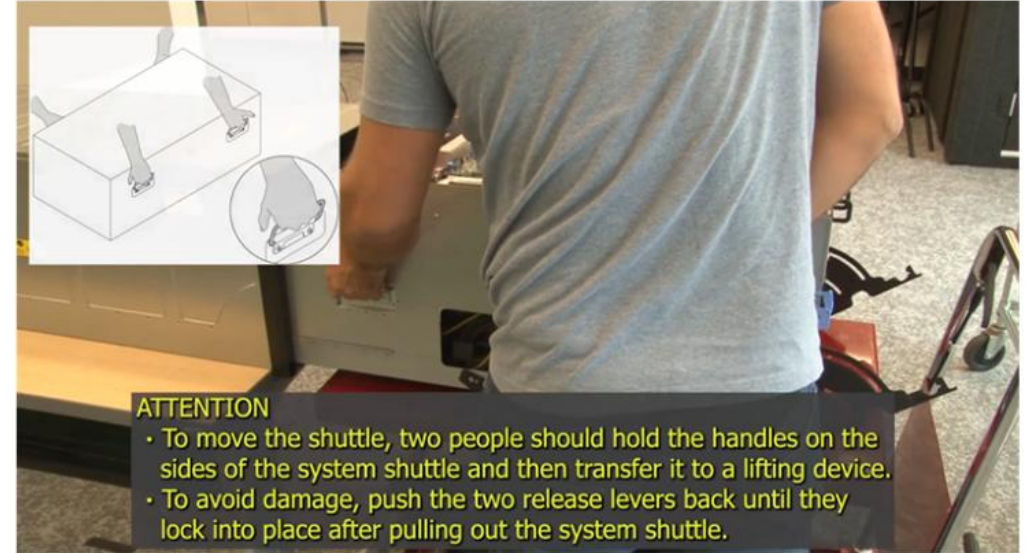 ATTENTION
· To move the shuttle, two people should hold the handles on the
sides of the system shuttle and then transfer it to a lifting device.
· To avoid damage, push the two release levers back until they
lock into place after pulling out the system shuttle.